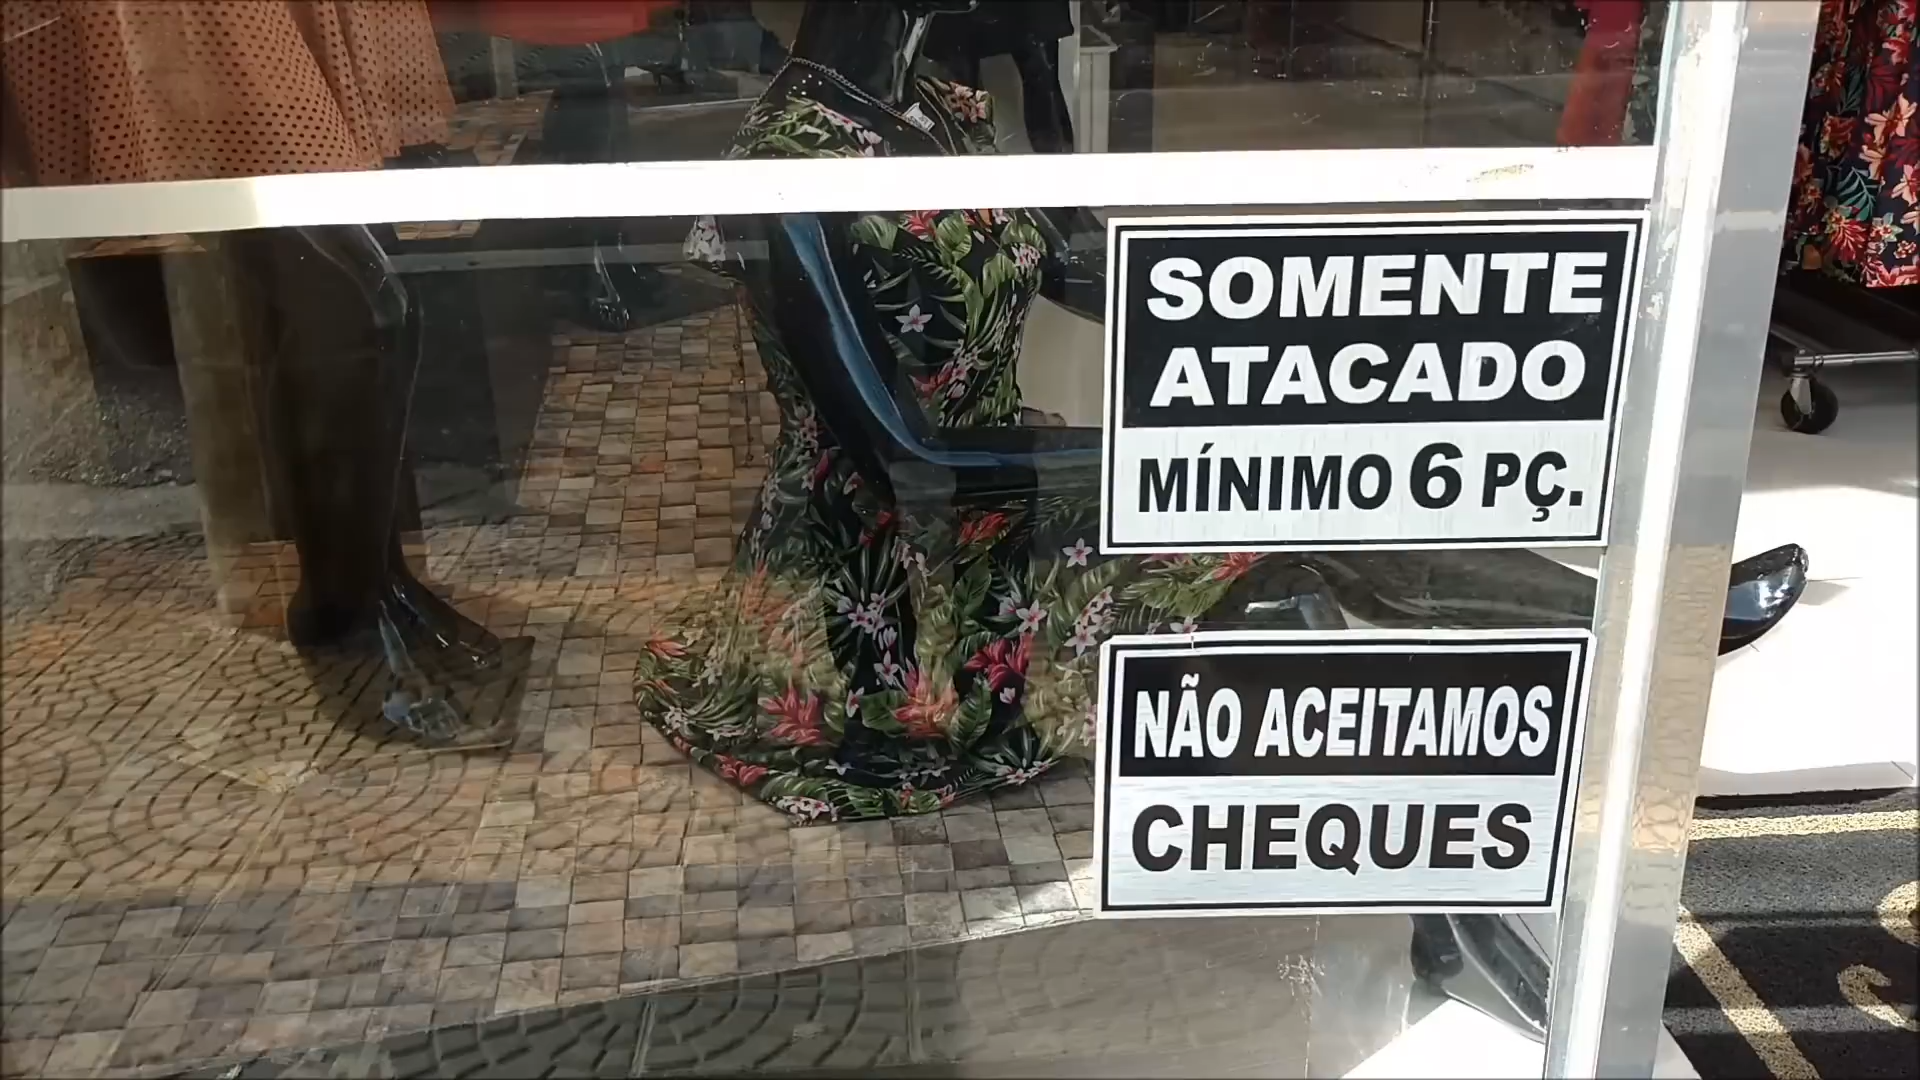 SOMENTE
ATACADO
MÍNIMO 6 PÇ.
NÃO ACEITAMOS
CHEQUES